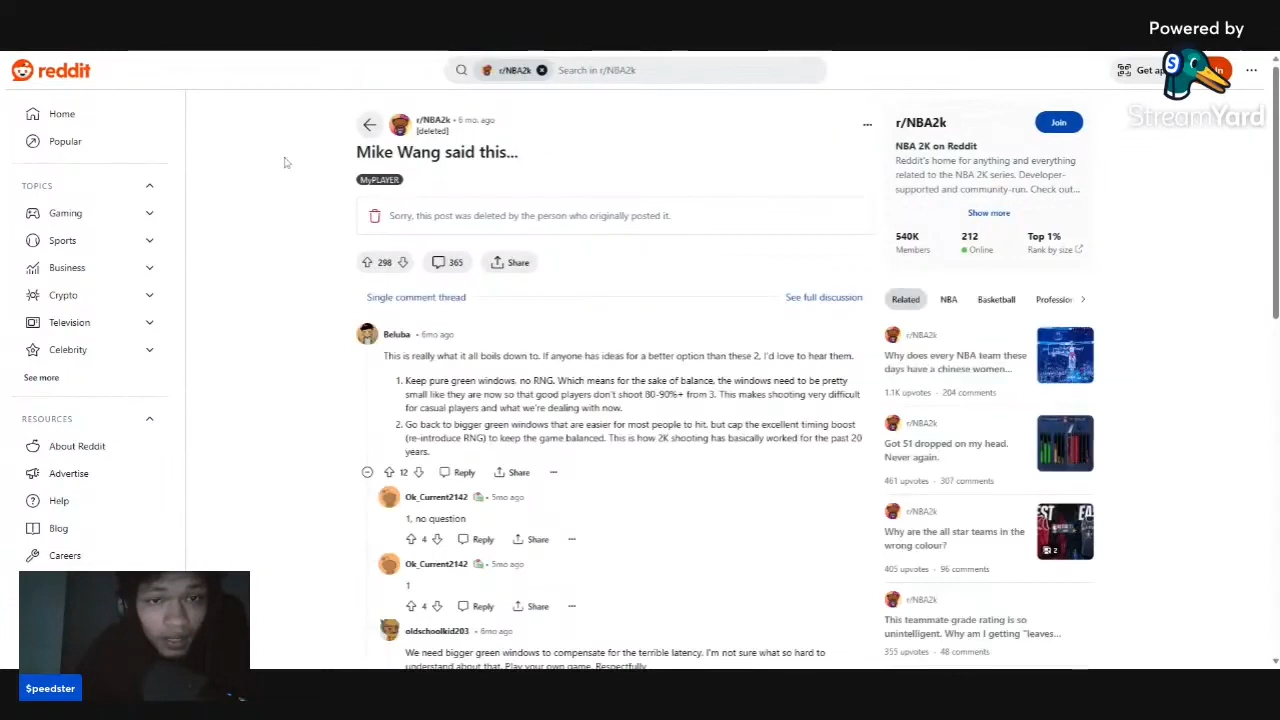 Powered by
StreamYard
reddit
r/NBA2k
Search in r/NBA2k
Get ap
Home
Popular
TOPICS
Gaming
Sports
Business
Crypto
Television
Celebrity
See more
RESOURCES
About Reddit
Advertise
Help
Blog
Careers
r/NBA2k • 6 mo. ago
[deleted]
Mike Wang said this...
MyPLAYER
Sorry, this post was deleted by the person who originally posted it.
298
365
Share
Single comment thread
See full discussion
Beluba • 6mo ago
This is really what it all boils down to. If anyone has ideas for a better option than these 2, I'd love to hear them.
1. Keep pure green windows, no RNG. Which means for the sake of balance, the windows need to be pretty
small like they are now so that good players don't shoot 80-90%+ from 3. This makes shooting very difficult
for casual players and what we're dealing with now.
2. Go back to bigger green windows that are easier for most people to hit, but cap the excellent timing boost
(re-introduce RNG) to keep the game balanced. This is how 2K shooting has basically worked for the past 20
years.
12 Reply Share
Ok_Current2142 • 5mo ago
1, no question
4 Reply Share
Ok_Current2142 • 5mo ago
1
4 Reply Share
oldschoolkid203 • 6mo ago
We need bigger green windows to compensate for the terrible latency. I'm not sure what so hard to
understand about that. Play your own game. Respectfully
r/NBA2k
Join
NBA 2K on Reddit
Reddit's home for anything and everything
related to the NBA 2K series. Developer-
supported and community-run. Check out...
Show more
540K
Members
212
Online
Top 1%
Rank by size
Related
NBA
Basketball
Professior
r/NBA2k
Why does every NBA team these
days have a chinese women...
1.1K upvotes · 204 comments
r/NBA2k
Got 51 dropped on my head.
Never again.
461 upvotes · 307 comments
r/NBA2k
Why are the all star teams in the
wrong colour?
405 upvotes · 96 comments
2
r/NBA2k
This teammate grade rating is so
unintelligent. Why am I getting "leaves...
355 upvotes · 48 comments
$peedster